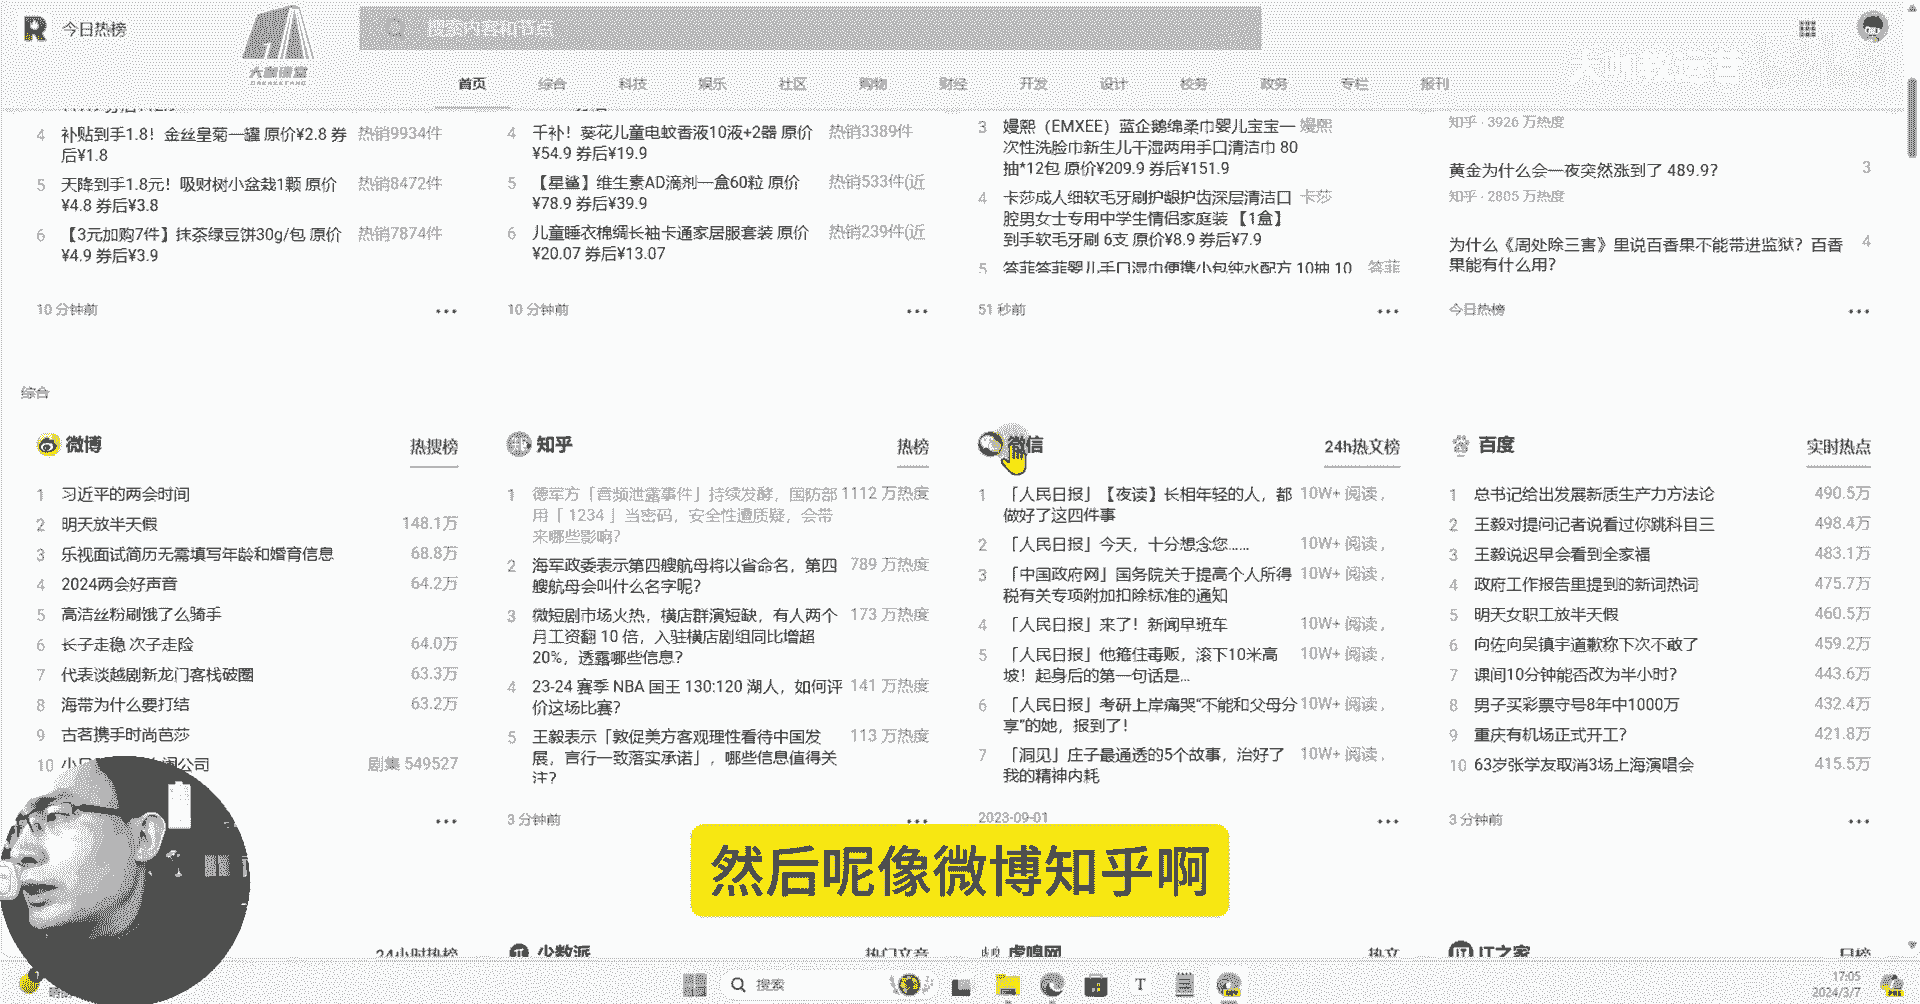 今日热榜
大咖课堂
搜索内容和节点
首页 综合 科技 娱乐 社区 购物 财经 开发 设计 校务 政务 专栏 报刊
4 补贴到手1.8！金丝皇菊一罐 原价¥2.8 券后¥1.8 热销9934件
5 天降到手1.8元！吸财树小盆栽1颗 原价¥4.8 券后¥3.8 热销8472件
6 【3元加购7件】抹茶绿豆饼30g/包 原价¥4.9 券后¥3.9 热销7874件
10 分钟前
4 千补！葵花儿童电蚊香液10液+2器 原价¥54.9 券后¥19.9 热销3389件
5 【星鲨】维生素AD滴剂一盒60粒 原价¥78.9 券后¥39.9 热销533件(近
6 儿童睡衣棉绸长袖卡通家居服套装 原价¥20.07 券后¥13.07 热销239件(近
10 分钟前
3 嫚熙（EMXEE）蓝企鹅绵柔巾婴儿宝宝一次性洗脸巾新生儿干湿两用手口清洁巾 80抽*12包 原价¥209.9 券后¥151.9 嫚熙
4 卡莎成人细软毛牙刷护龈护齿深层清洁口腔男女士专用中学生情侣家庭装 【1盒】到手软毛牙刷 6支 原价¥8.9 券后¥7.9 卡莎
5 答菲答菲婴儿手口湿巾便携小包纯水配方 10抽 10 答菲
51 秒前
知乎 · 3926 万热度
黄金为什么会一夜突然涨到了 489.9？ 3
知乎 · 2805 万热度
为什么《周处除三害》里说百香果不能带进监狱？百香果能有什么用？ 4
今日热榜
综合
微博 热搜榜
1 习近平的两会时间
2 明天放半天假 148.1万
3 乐视面试简历无需填写年龄和婚育信息 68.8万
4 2024两会好声音 64.2万
5 高洁丝粉刷饿了么骑手
6 长子走稳 次子走险 64.0万
7 代表谈越剧新龙门客栈破圈 63.3万
8 海带为什么要打结 63.2万
9 古茗携手时尚芭莎
10 剧集 549527
知乎 热榜
1 德军方「音频泄露事件」持续发酵，国防部用「 1234 」当密码，安全性遭质疑，会带来哪些影响？ 1112 万热度
2 海军政委表示第四艘航母将以省命名，第四艘航母会叫什么名字呢？ 789 万热度
3 微短剧市场火热，横店群演短缺，有人两个月工资翻 10 倍，入驻横店剧组同比增超 20%，透露哪些信息？ 173 万热度
4 23-24 赛季 NBA 国王 130:120 湖人，如何评价这场比赛？ 141 万热度
5 王毅表示「敦促美方客观理性看待中国发展，言行一致落实承诺」，哪些信息值得关注？ 113 万热度
3 分钟前
微信 24h热文榜
1 「人民日报」【夜读】长相年轻的人，都做好了这四件事 10W+ 阅读，
2 「人民日报」今天，十分想念您…… 10W+ 阅读，
3 「中国政府网」国务院关于提高个人所得税有关专项附加扣除标准的通知 10W+ 阅读，
4 「人民日报」来了！新闻早班车 10W+ 阅读，
5 「人民日报」他箍住毒贩，滚下10米高坡！起身后的第一句话是… 10W+ 阅读，
6 「人民日报」考研上岸痛哭“不能和父母分享”的她，报到了！ 10W+ 阅读，
7 「洞见」庄子最通透的5个故事，治好了我的精神内耗 10W+ 阅读，
2023-09-01
百度 实时热点
1 总书记给出发展新质生产力方法论 490.5万
2 王毅对提问记者说看过你跳科目三 498.4万
3 王毅说迟早会看到全家福 483.1万
4 政府工作报告里提到的新词热词 475.7万
5 明天女职工放半天假 460.5万
6 向佐向吴镇宇道歉称下次不敢了 459.2万
7 课间10分钟能否改为半小时？ 443.6万
8 男子买彩票守号8年中1000万 432.4万
9 重庆有机场正式开工？ 421.8万
10 63岁张学友取消3场上海演唱会 415.5万
3 分钟前
然后呢像微博知乎啊
24小时热榜 少数派 热门文章 虎嗅网 热文 IT之家 日榜
搜索
17:05
2024/3/7